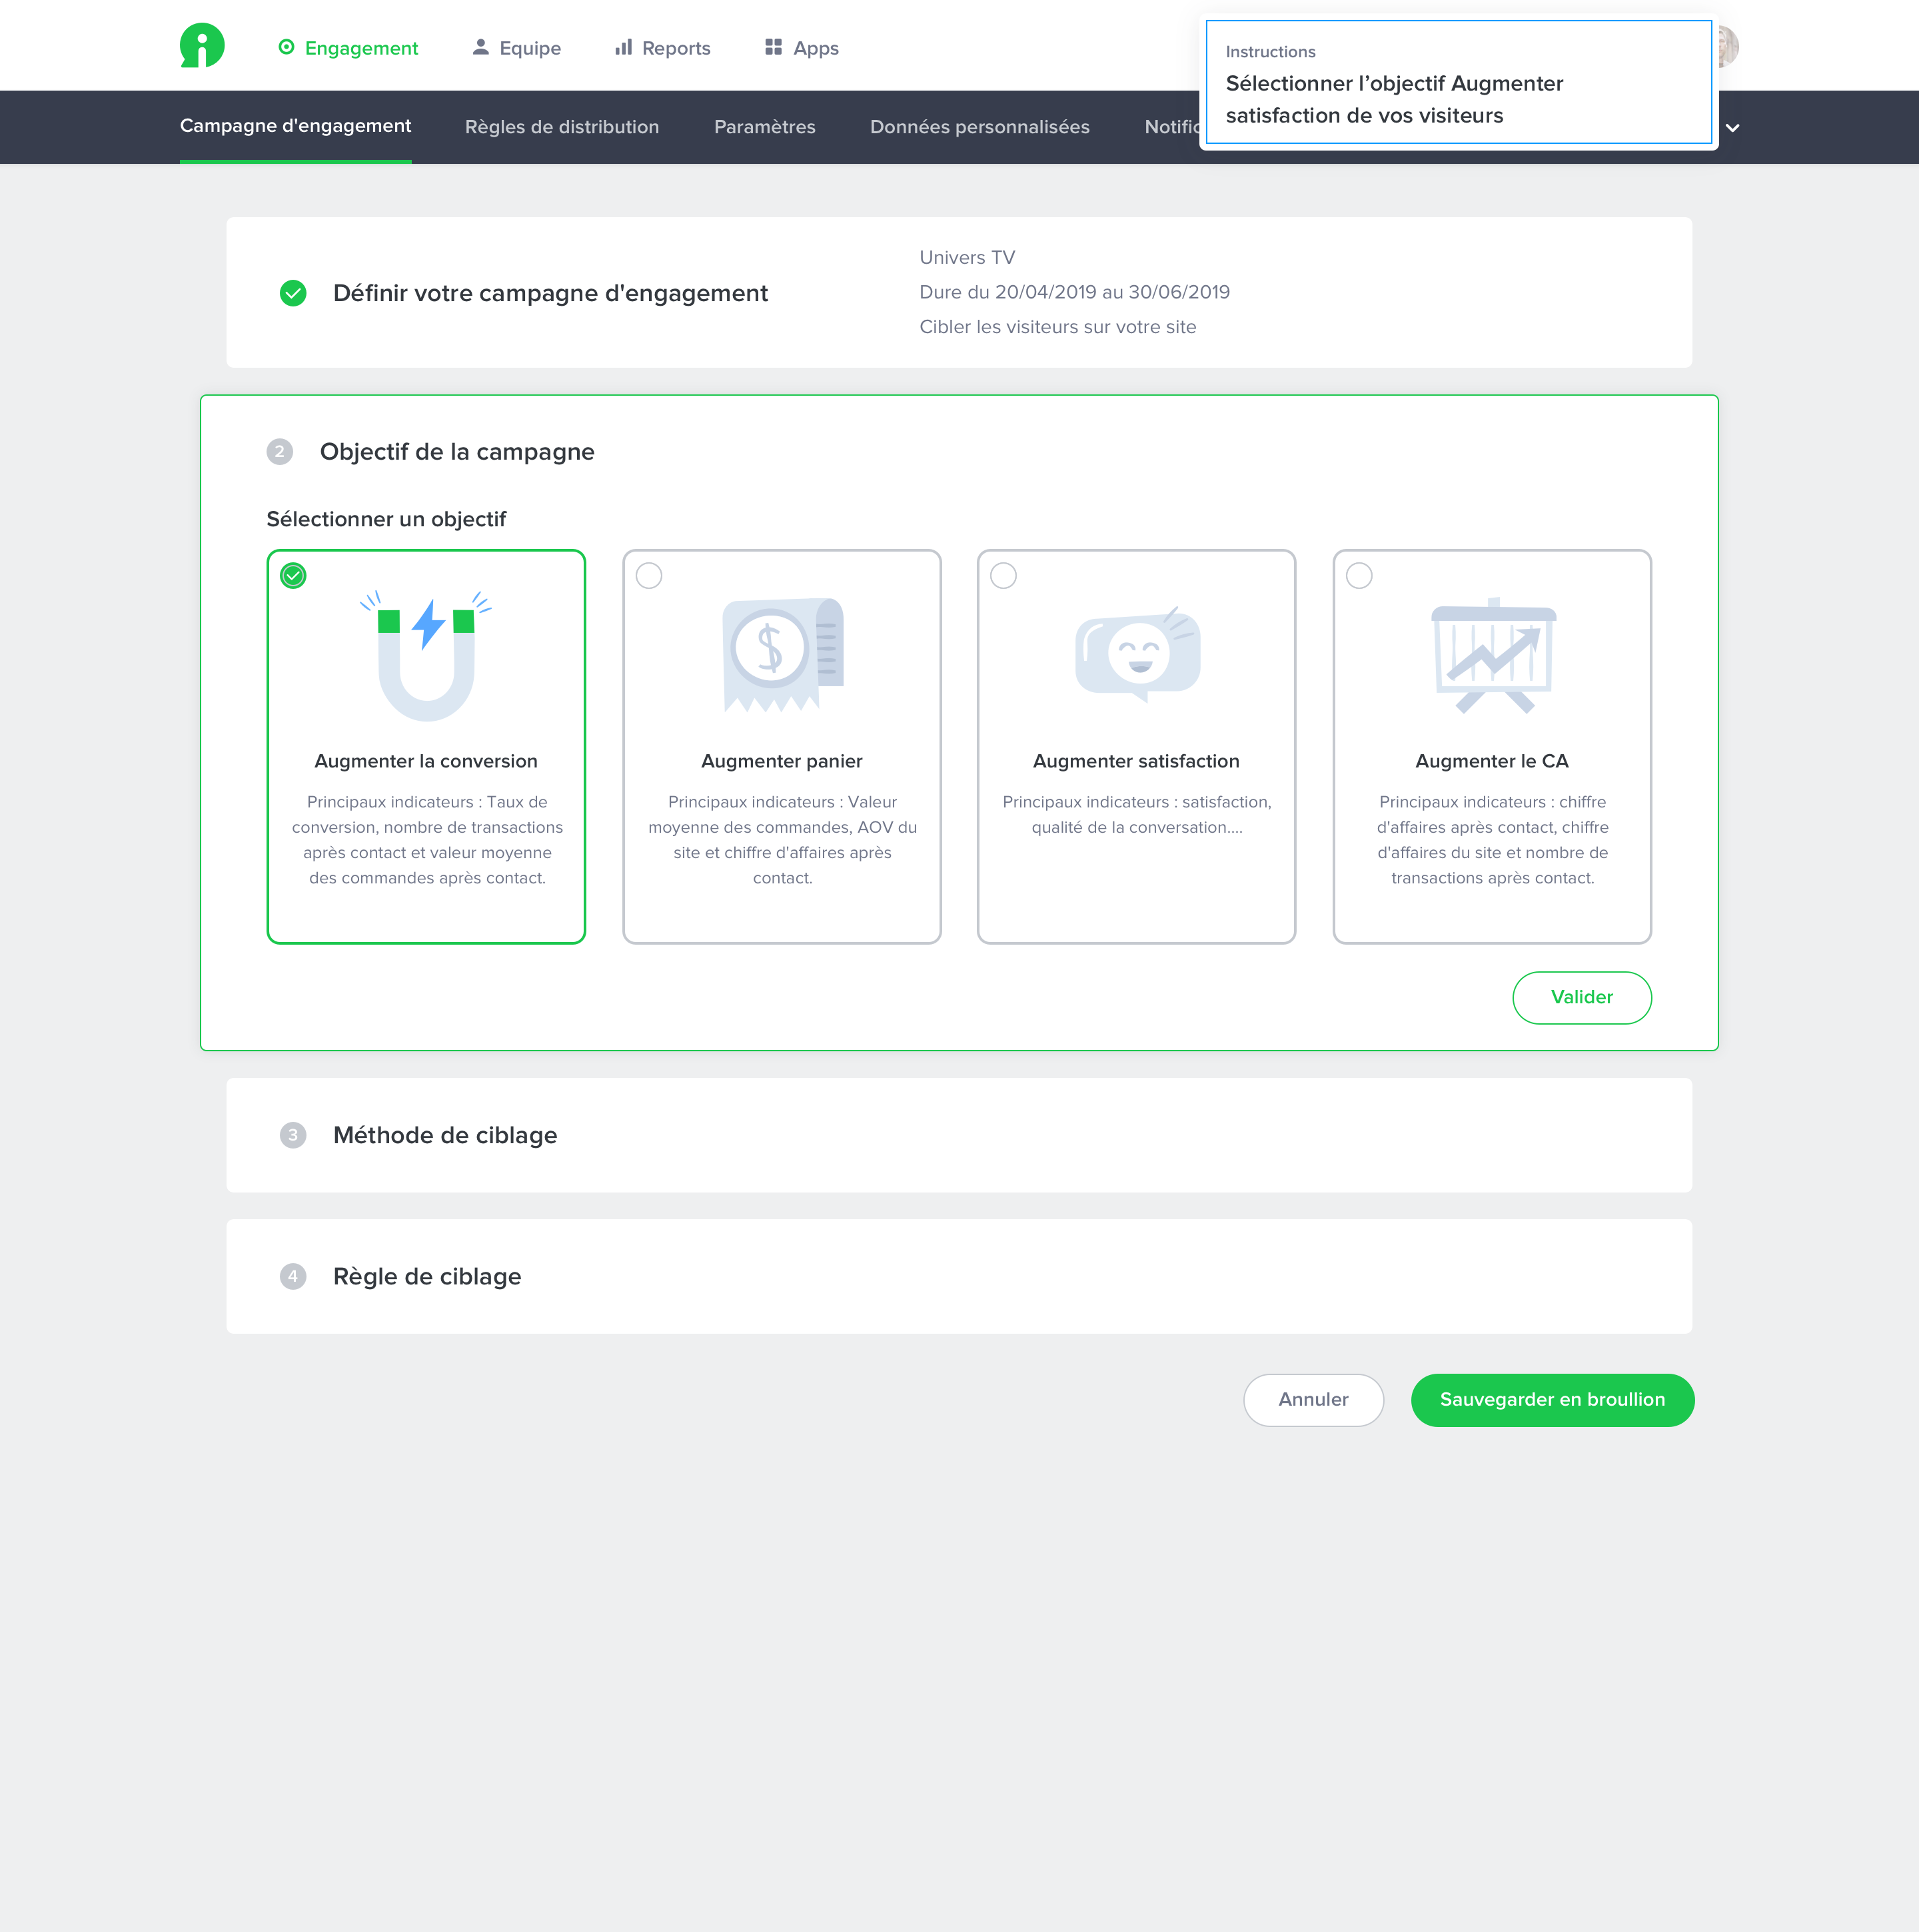 Engagement
Equipe
Reports
Apps
Instructions
Sélectionner l’objectif Augmenter
satisfaction de vos visiteurs
Campagne d'engagement
Règles de distribution
Paramètres
Données personnalisées
Définir votre campagne d'engagement
Univers TV
Dure du 20/04/2019 au 30/06/2019
Cibler les visiteurs sur votre site
2
Objectif de la campagne
Sélectionner un objectif
Augmenter la conversion
Principaux indicateurs : Taux de
conversion, nombre de transactions
après contact et valeur moyenne
des commandes après contact.
Augmenter panier
Principaux indicateurs : Valeur
moyenne des commandes, AOV du
site et chiffre d'affaires après
contact.
Augmenter satisfaction
Principaux indicateurs : satisfaction,
qualité de la conversation....
Augmenter le CA
Principaux indicateurs : chiffre
d'affaires après contact, chiffre
d'affaires du site et nombre de
transactions après contact.
Valider
3
Méthode de ciblage
4
Règle de ciblage
Annuler
Sauvegarder en broullion